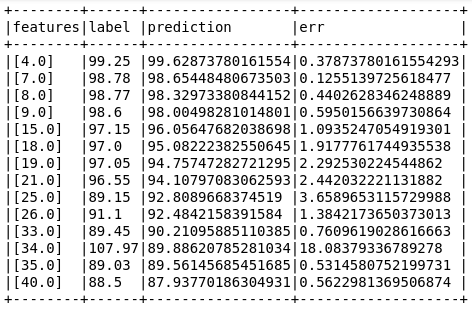 +--------+------+-----------------+-------------------+
|features|label |prediction       |err                |
+--------+------+-----------------+-------------------+
|[4.0]   |99.25 |99.62873780161554|0.37873780161554293|
|[7.0]   |98.78 |98.65448480673503|0.1255139725618477 |
|[8.0]   |98.77 |98.32973380844152|0.4402628346248889 |
|[9.0]   |98.6  |98.00498281014801|0.5950156639730864 |
|[15.0]  |97.15 |96.05647682038698|1.0935247054919301 |
|[18.0]  |97.0  |95.08222382550645|1.9177761744935538 |
|[19.0]  |97.05 |94.75747282721295|2.292530224544862  |
|[21.0]  |96.55 |94.10797083062593|2.442032221131882  |
|[25.0]  |89.15 |92.8089668374519 |3.6589653115729988 |
|[26.0]  |91.1  |92.4842158391584 |1.3842173650373013 |
|[33.0]  |89.45 |90.21095885110385|0.7609619028616663 |
|[34.0]  |107.97|89.88620785281034|18.08379336789278  |
|[35.0]  |89.03 |89.56145685451685|0.5314580752199731 |
|[40.0]  |88.5  |87.93770186304931|0.5622981369506874 |
+--------+------+-----------------+-------------------+